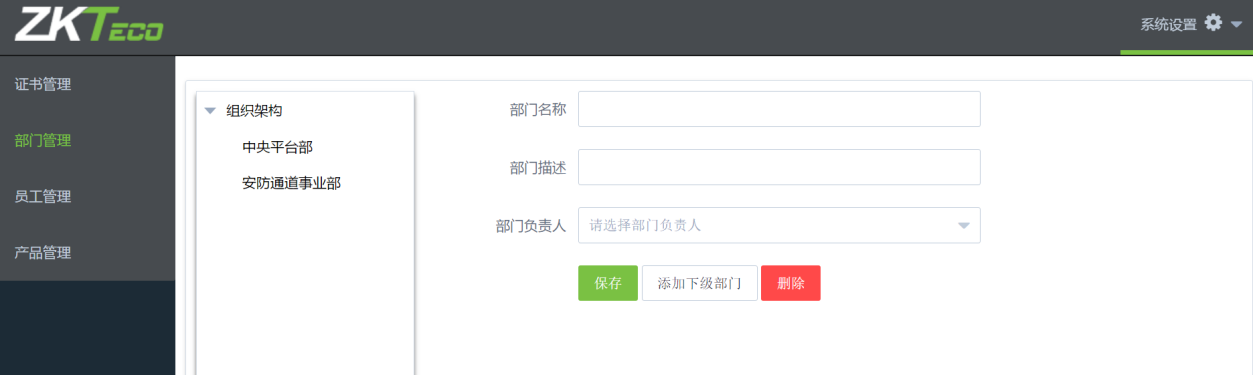 ZKTECO
系统设置
证书管理
部门管理
员工管理
产品管理
组织架构
中央平台部
安防通道事业部
部门名称
部门描述
部门负责人 请选择部门负责人
保存 添加下级部门 删除